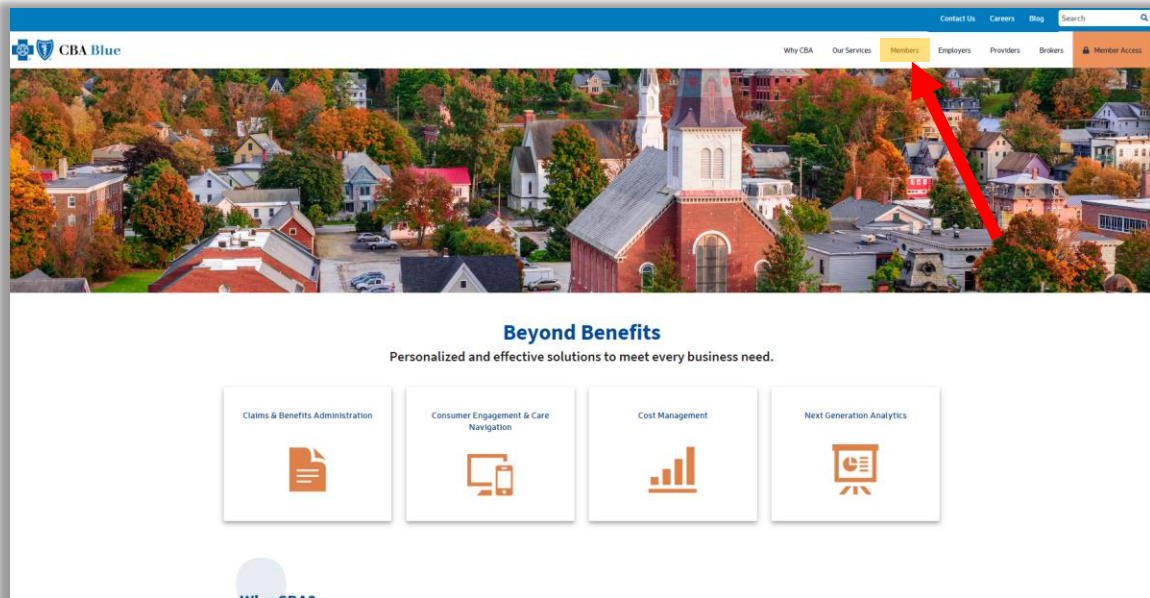 Contact Us Careers Blog Search
CBA Blue
Why CBA Our Services Members Employers Providers Brokers Member Access
Beyond Benefits
Personalized and effective solutions to meet every business need.
Claims & Benefits Administration
Consumer Engagement & Care
Navigation
Cost Management
Next Generation Analytics
Why CBA?